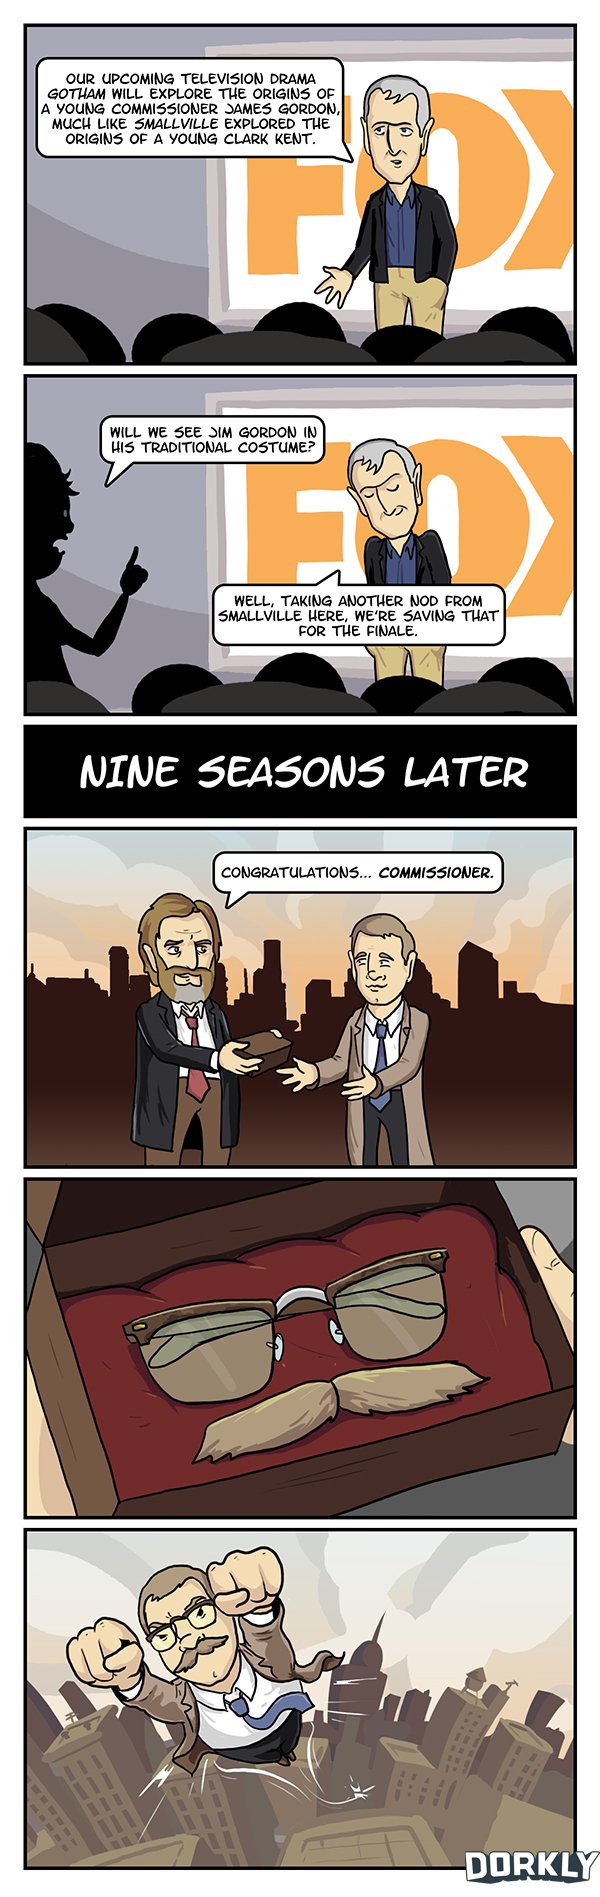 OUR UPCOMING TELEVISION DRAMA
GOTHAM WILL EXPLORE THE ORIGINS OF
A YOUNG COMMISSIONER JAMES GORDON,
MUCH LIKE SMALLVILLE EXPLORED THE
ORIGINS OF A YOUNG CLARK KENT.
FOX
WILL WE SEE JIM GORDON IN
HIS TRADITIONAL COSTUME?
FOX
WELL, TAKING ANOTHER NOD FROM
SMALLVILLE HERE, WE'RE SAVING THAT
FOR THE FINALE.
NINE SEASONS LATER
CONGRATULATIONS... COMMISSIONER.
DORKLY